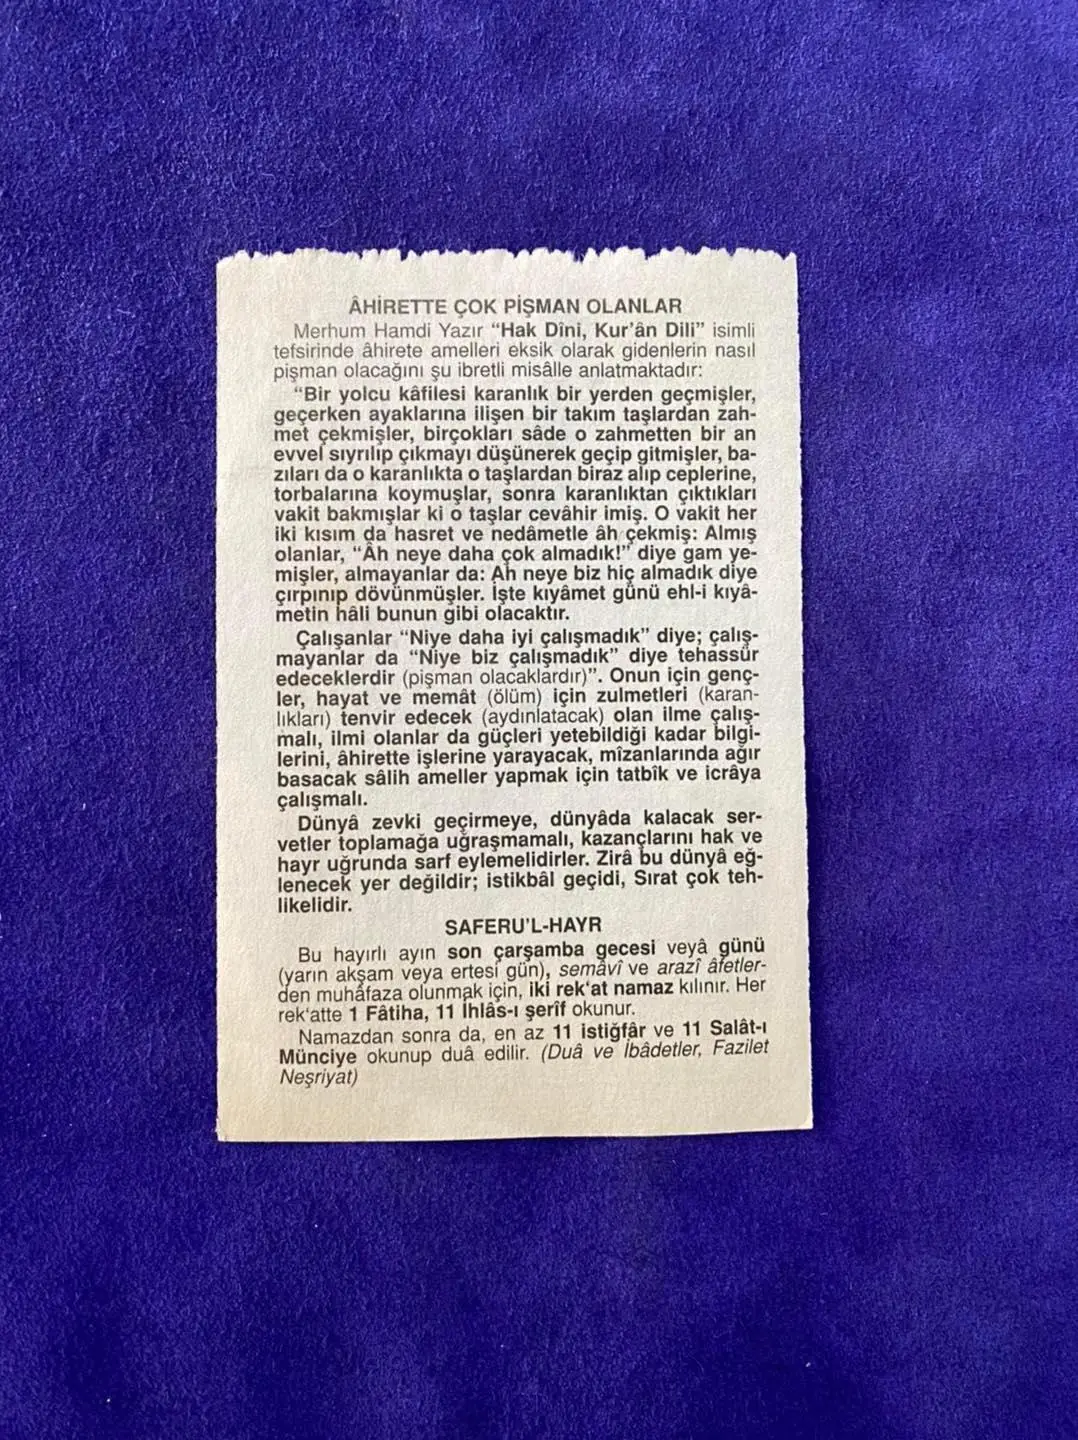 ÂHİRETTE ÇOK PİŞMAN OLANLAR
Merhum Hamdi Yazır “Hak Dîni, Kur’ân Dili” isimli
tefsirinde âhirete amelleri eksik olarak gidenlerin nasıl
pişman olacağını şu ibretli misâlle anlatmaktadır:
“Bir yolcu kâfilesi karanlık bir yerden geçmişler,
geçerken ayaklarına ilişen bir takım taşlardan zah-
met çekmişler, birçokları sâde o zahmetten bir an
evvel sıyrılıp çıkmayı düşünerek geçip gitmişler, ba-
zıları da o karanlıkta o taşlardan biraz alıp ceplerine,
torbalarına koymuşlar, sonra karanlıktan çıktıkları
vakit bakmışlar ki o taşlar cevâhir imiş. O vakit her
iki kısım da hasret ve nedâmetle âh çekmiş: Almış
olanlar, “Âh neye daha çok almadık!” diye gam ye-
mişler, almayanlar da: Ah neye biz hiç almadık diye
çırpınıp dövünmüşler. İşte kıyâmet günü ehl-i kıyâ-
metin hâli bunun gibi olacaktır.
Çalışanlar “Niye daha iyi çalışmadık” diye; çalış-
mayanlar da “Niye biz çalışmadık” diye tehassür
edeceklerdir (pişman olacaklardır)”. Onun için genç-
ler, hayat ve memât (ölüm) için zulmetleri (karan-
lıkları) tenvir edecek (aydınlatacak) olan ilme çalış-
malı, ilmi olanlar da güçleri yetebildiği kadar bilgi-
lerini, âhirette işlerine yarayacak, mîzanlarında ağır
basacak sâlih ameller yapmak için tatbîk ve icrâya
çalışmalı.
Dünyâ zevki geçirmeye, dünyâda kalacak ser-
vetler toplamağa uğraşmamalı, kazançlarını hak ve
hayr uğrunda sarf eylemelidirler. Zirâ bu dünyâ eğ-
lenecek yer değildir; istikbâl geçidi, Sırat çok teh-
likelidir.
SAFERU’L-HAYR
Bu hayırlı ayın son çarşamba gecesi veyâ günü
(yarın akşam veya ertesi gün), semâvî ve arazî âfetler-
den muhâfaza olunmak için, iki rek‘at namaz kılınır. Her
rek‘atte 1 Fâtiha, 11 İhlâs-ı şerîf okunur.
Namazdan sonra da, en az 11 istiğfâr ve 11 Salât-ı
Münciye okunup duâ edilir. (Duâ ve İbâdetler, Fazilet
Neşriyat)